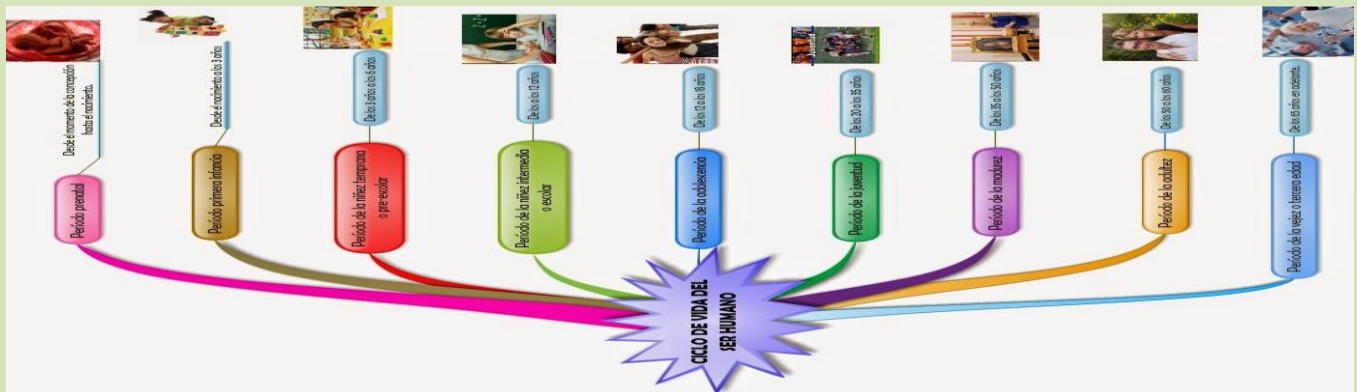 CICLO DE VIDA DEL
SER HUMANO
Período prenatal
Desde el momento de la concepción
hasta el nacimiento.
Período primera infancia
Desde el nacimiento a los 3 años
Período de la niñez temprana
o pre-escolar
De los 3 años a los 6 años
Período de la niñez intermedia
o escolar
De los a los 12 años
Período de la adolescencia
De los 12 a los 18 años
Período de la juventud
De los 20 a los 35 años
Juventud
Período de la madurez
De los 35 a los 50 años
Período de la adultez
De los 50 a los 60 años
Período de la vejez o tercera edad
De los 65 años en adelante.